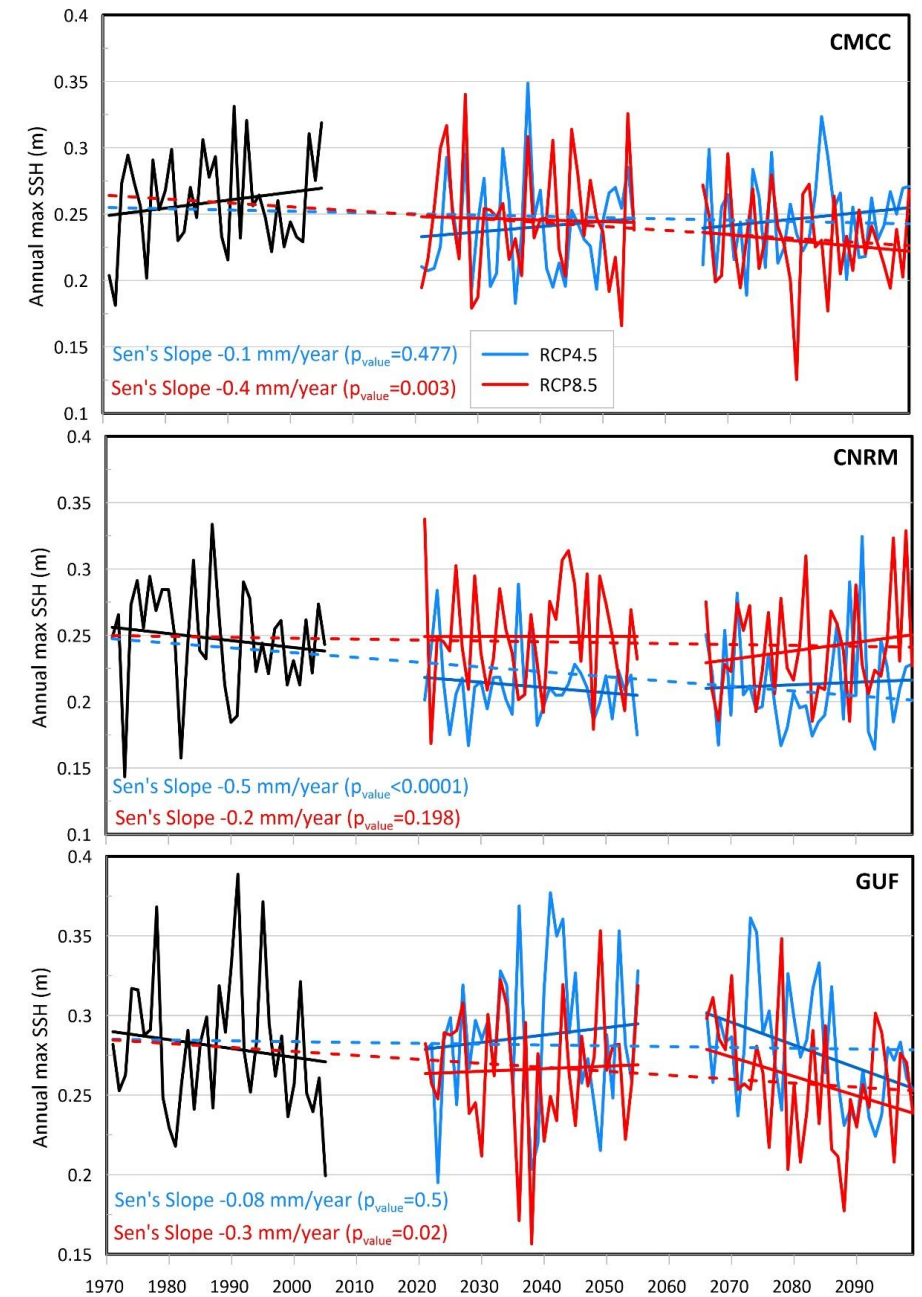 CMCC
Annual max SSH (m)
0.4
0.35
0.3
0.25
0.2
0.15
0.1
Sen's Slope -0.1 mm/year (pvalue=0.477)
Sen's Slope -0.4 mm/year (pvalue=0.003)
RCP4.5
RCP8.5
CNRM
Annual max SSH (m)
0.4
0.35
0.3
0.25
0.2
0.15
0.1
Sen's Slope -0.5 mm/year (pvalue<0.0001)
Sen's Slope -0.2 mm/year (pvalue=0.198)
GUF
Annual max SSH (m)
0.4
0.35
0.3
0.25
0.2
0.15
Sen's Slope -0.08 mm/year (pvalue=0.5)
Sen's Slope -0.3 mm/year (pvalue=0.02)
1970 1980 1990 2000 2010 2020 2030 2040 2050 2060 2070 2080 2090